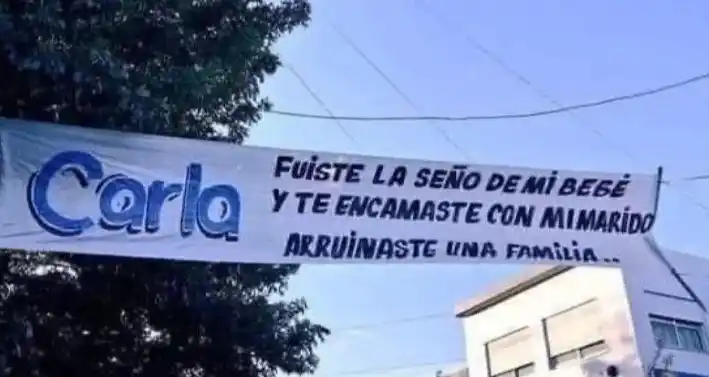 Carla
FUISTE LA SEÑO DE MI BEBÉ
Y TE ENCAMASTE CON MI MARIDO
ARRUINASTE UNA FAMILIA..